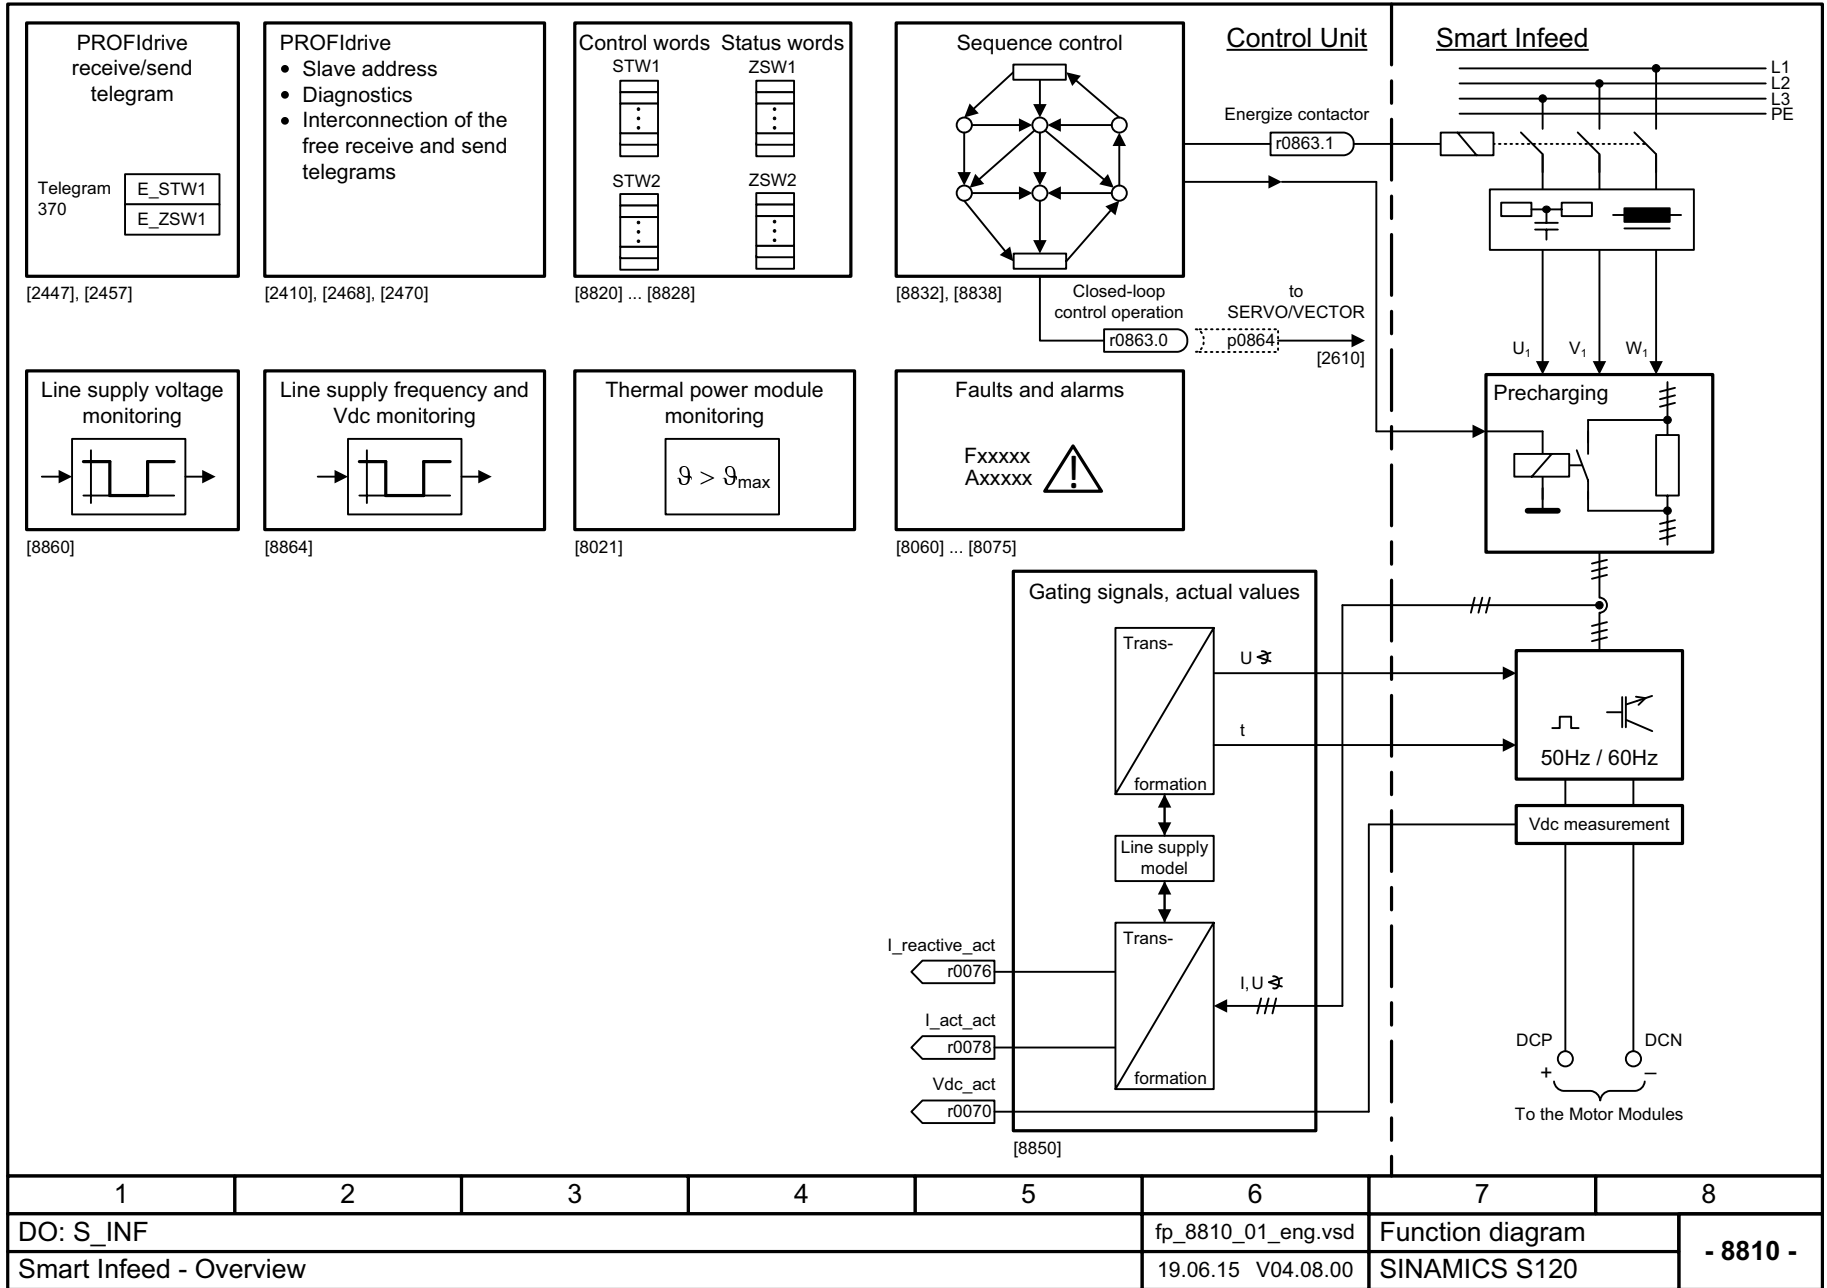 PROFIdrive
receive/send
telegram
Telegram
370
E_STW1
E_ZSW1
[2447], [2457]
PROFIdrive
• Slave address
• Diagnostics
• Interconnection of the
free receive and send
telegrams
[2410], [2468], [2470]
Control words Status words
STW1 ZSW1
STW2 ZSW2
[8820] ... [8828]
Sequence control
[8832], [8838]
Control Unit
Smart Infeed
L1
L2
L3
PE
Energize contactor
r0863.1
Closed-loop
control operation
r0863.0
to
SERVO/VECTOR
p0864
[2610]
U1 V1 W1
Line supply voltage
monitoring
[8860]
Line supply frequency and
Vdc monitoring
[8864]
Thermal power module
monitoring
ϑ > ϑmax
[8021]
Faults and alarms
Fxxxxx
Axxxxx
[8060] ... [8075]
Precharging
Gating signals, actual values
Trans-
formation
U ∢
t
50Hz / 60Hz
Vdc measurement
Line supply
model
Trans-
formation
I,U ∢
I_reactive_act
r0076
I_act_act
r0078
Vdc_act
r0070
[8850]
DCP DCN
+ –
To the Motor Modules
1 2 3 4 5 6 7 8
DO: S_INF
fp_8810_01_eng.vsd
Function diagram
- 8810 -
Smart Infeed - Overview
19.06.15 V04.08.00
SINAMICS S120